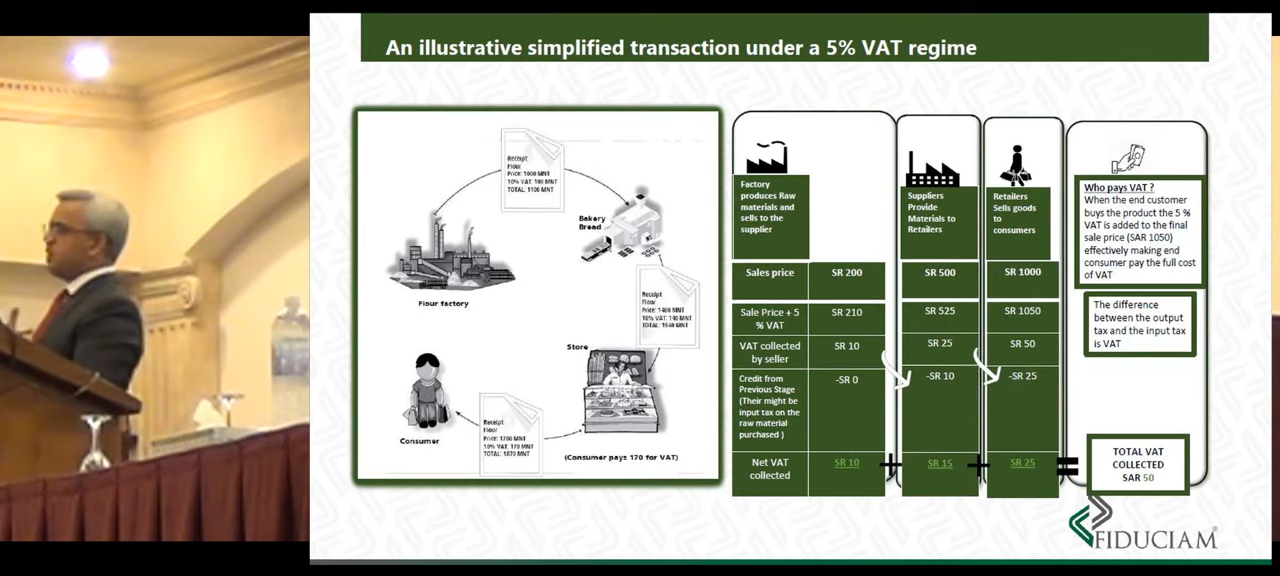 An illustrative simplified transaction under a 5% VAT regime
Receipt
Flour
Price: 1000 MNT
10% VAT: 100 MNT
TOTAL: 1100 MNT
Bakery
Bread
Flour factory
Receipt
Flour
Price: 1400 MNT
10% VAT: 140 MNT
TOTAL: 1540 MNT
Store
Consumer
Receipt
Flour
Price: 1700 MNT
10% VAT: 170 MNT
TOTAL: 1870 MNT
(Consumer pays 170 for VAT)
Factory
produces Raw
materials and
sells to the
supplier
Suppliers
Provide
Materials to
Retailers
Retailers
Sells goods
to
consumers
Sales price SR 200 SR 500 SR 1000
Sale Price + 5
% VAT
SR 210 SR 525 SR 1050
VAT collected
by seller
SR 10 SR 25 SR 50
Credit from
Previous Stage
(Their might be
input tax on the
raw material
purchased )
-SR 0 -SR 10 -SR 25
Net VAT
collected
SR 10 + SR 15 + SR 25 =
Who pays VAT ?
When the end customer
buys the product the 5 %
VAT is added to the final
sale price (SAR 1050)
effectively making end
consumer pay the full cost
of VAT
The difference
between the output
tax and the input tax
is VAT
TOTAL VAT
COLLECTED
SAR 50
FIDUCIAM